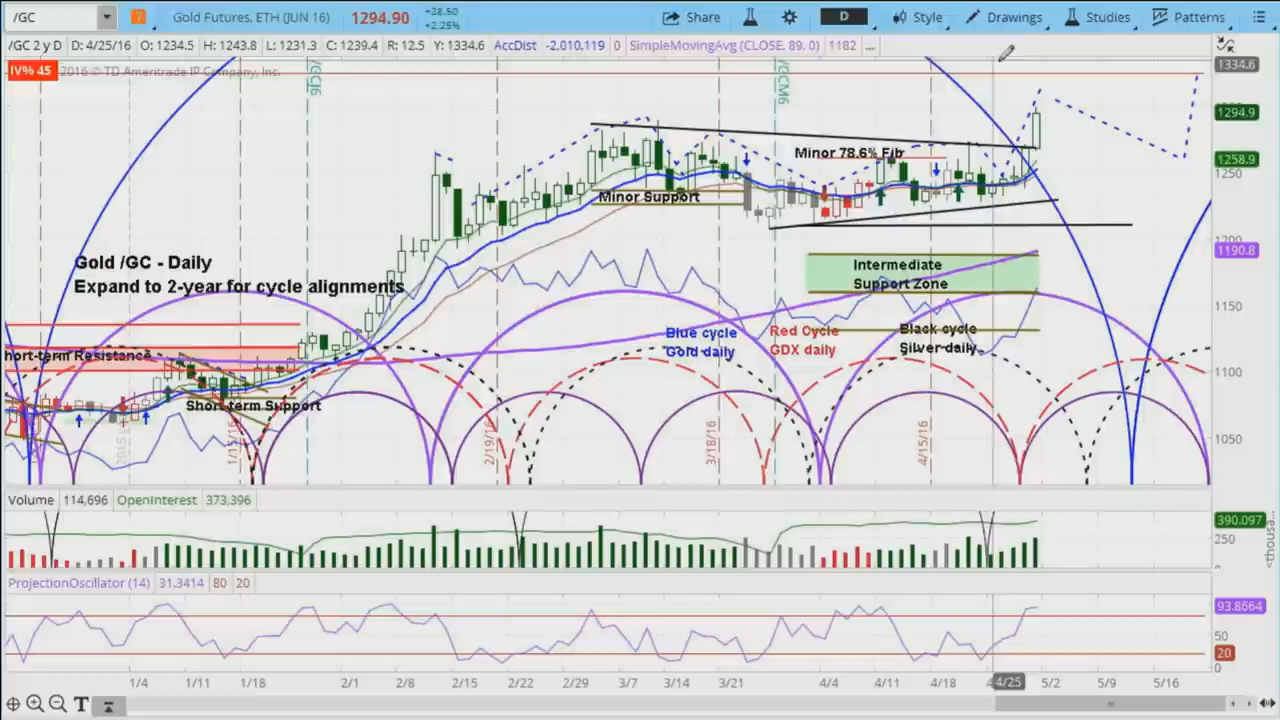 /GC
Gold Futures, ETH (JUN 16) 1294.90 +28.50 +2.25%
Share D Style Drawings Studies Patterns
/GC 2 y D D: 4/25/16 O: 1234.5 H: 1243.8 L: 1231.3 C: 1239.4 R: 12.5 Y: 1334.6 AccDist -2,010,119 0 SimpleMovingAvg (CLOSE, 89, 0) 1182 ...
IV% 45 2016 © TD Ameritrade IP Company, Inc.
/GCJ6
/GCM6
1334.6
1294.9
1258.9
1250
1200
1190.8
1150
1100
1050
Minor 78.6% Fib
Minor Support
Gold /GC - Daily
Expand to 2-year for cycle alignments
Intermediate
Support Zone
Blue cycle
Gold daily
Red Cycle
GDX daily
Black cycle
Silver daily
hort-term Resistance
Short-term Support
1/15/16
2/19/16
3/18/16
4/15/16
Volume 114,696 OpenInterest 373,396
390.097
250
<thousa...
ProjectionOscillator (14) 31.3414 80 20
93.8664
50
20
0
1/4 1/11 1/18 2/1 2/8 2/15 2/22 2/29 3/7 3/14 3/21 4/4 4/11 4/18 4/25 5/2 5/9 5/16
T